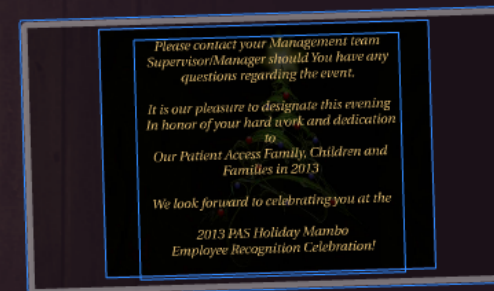 Please contact your Management team
Supervisor/Manager should You have any
questions regarding the event.
It is our pleasure to designate this evening
In honor of your hard work and dedication
to
Our Patient Access Family, Children and
Families in 2013
We look forward to celebrating you at the
2013 PAS Holiday Mambo
Employee Recognition Celebration!